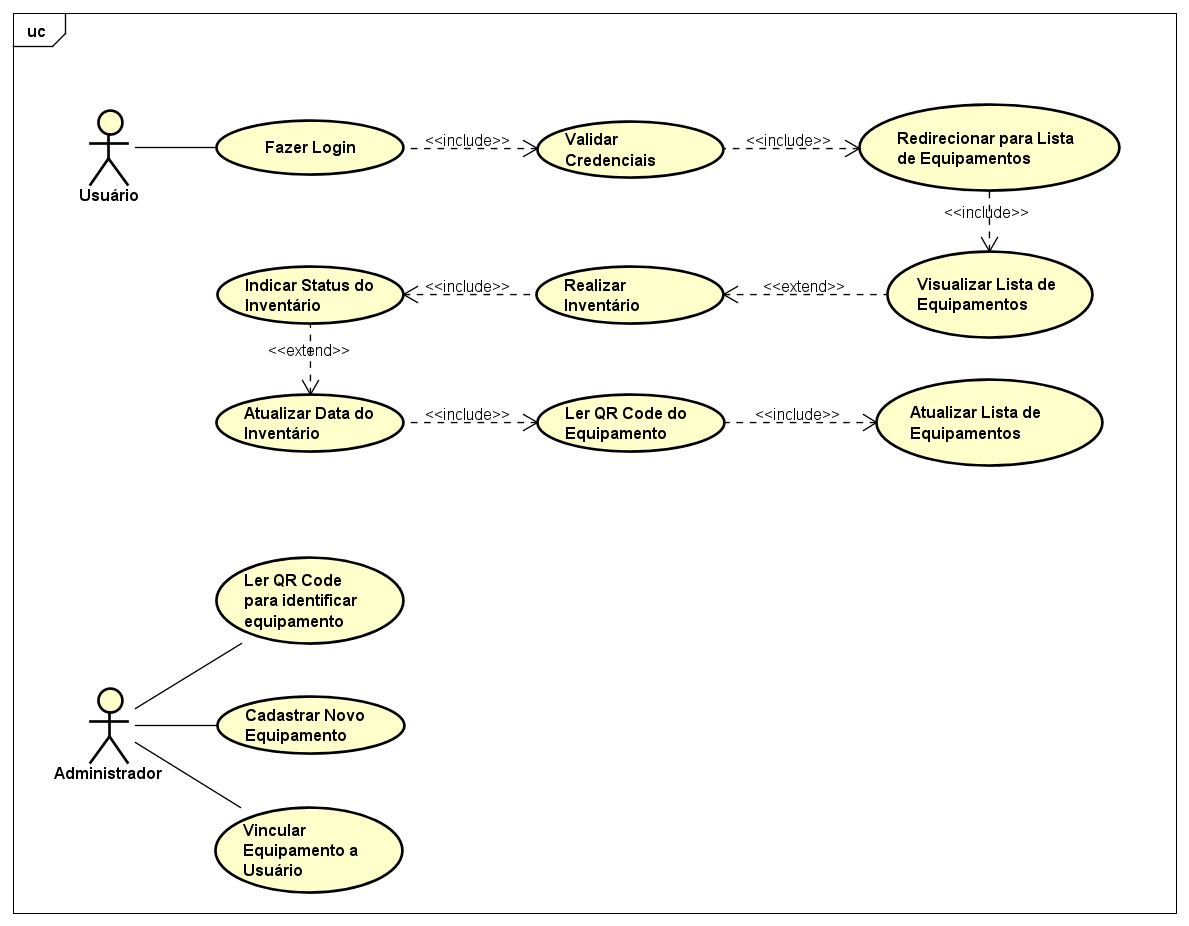 uc
Fazer Login
<<include>>
Validar
Credenciais
<<include>>
Redirecionar para Lista
de Equipamentos
Usuário
<<include>>
Indicar Status do
Inventário
<<include>>
Realizar
Inventário
<<extend>>
Visualizar Lista de
Equipamentos
<<extend>>
Atualizar Data do
Inventário
<<include>>
Ler QR Code do
Equipamento
<<include>>
Atualizar Lista de
Equipamentos
Ler QR Code
para identificar
equipamento
Cadastrar Novo
Equipamento
Administrador
Vincular
Equipamento a
Usuário